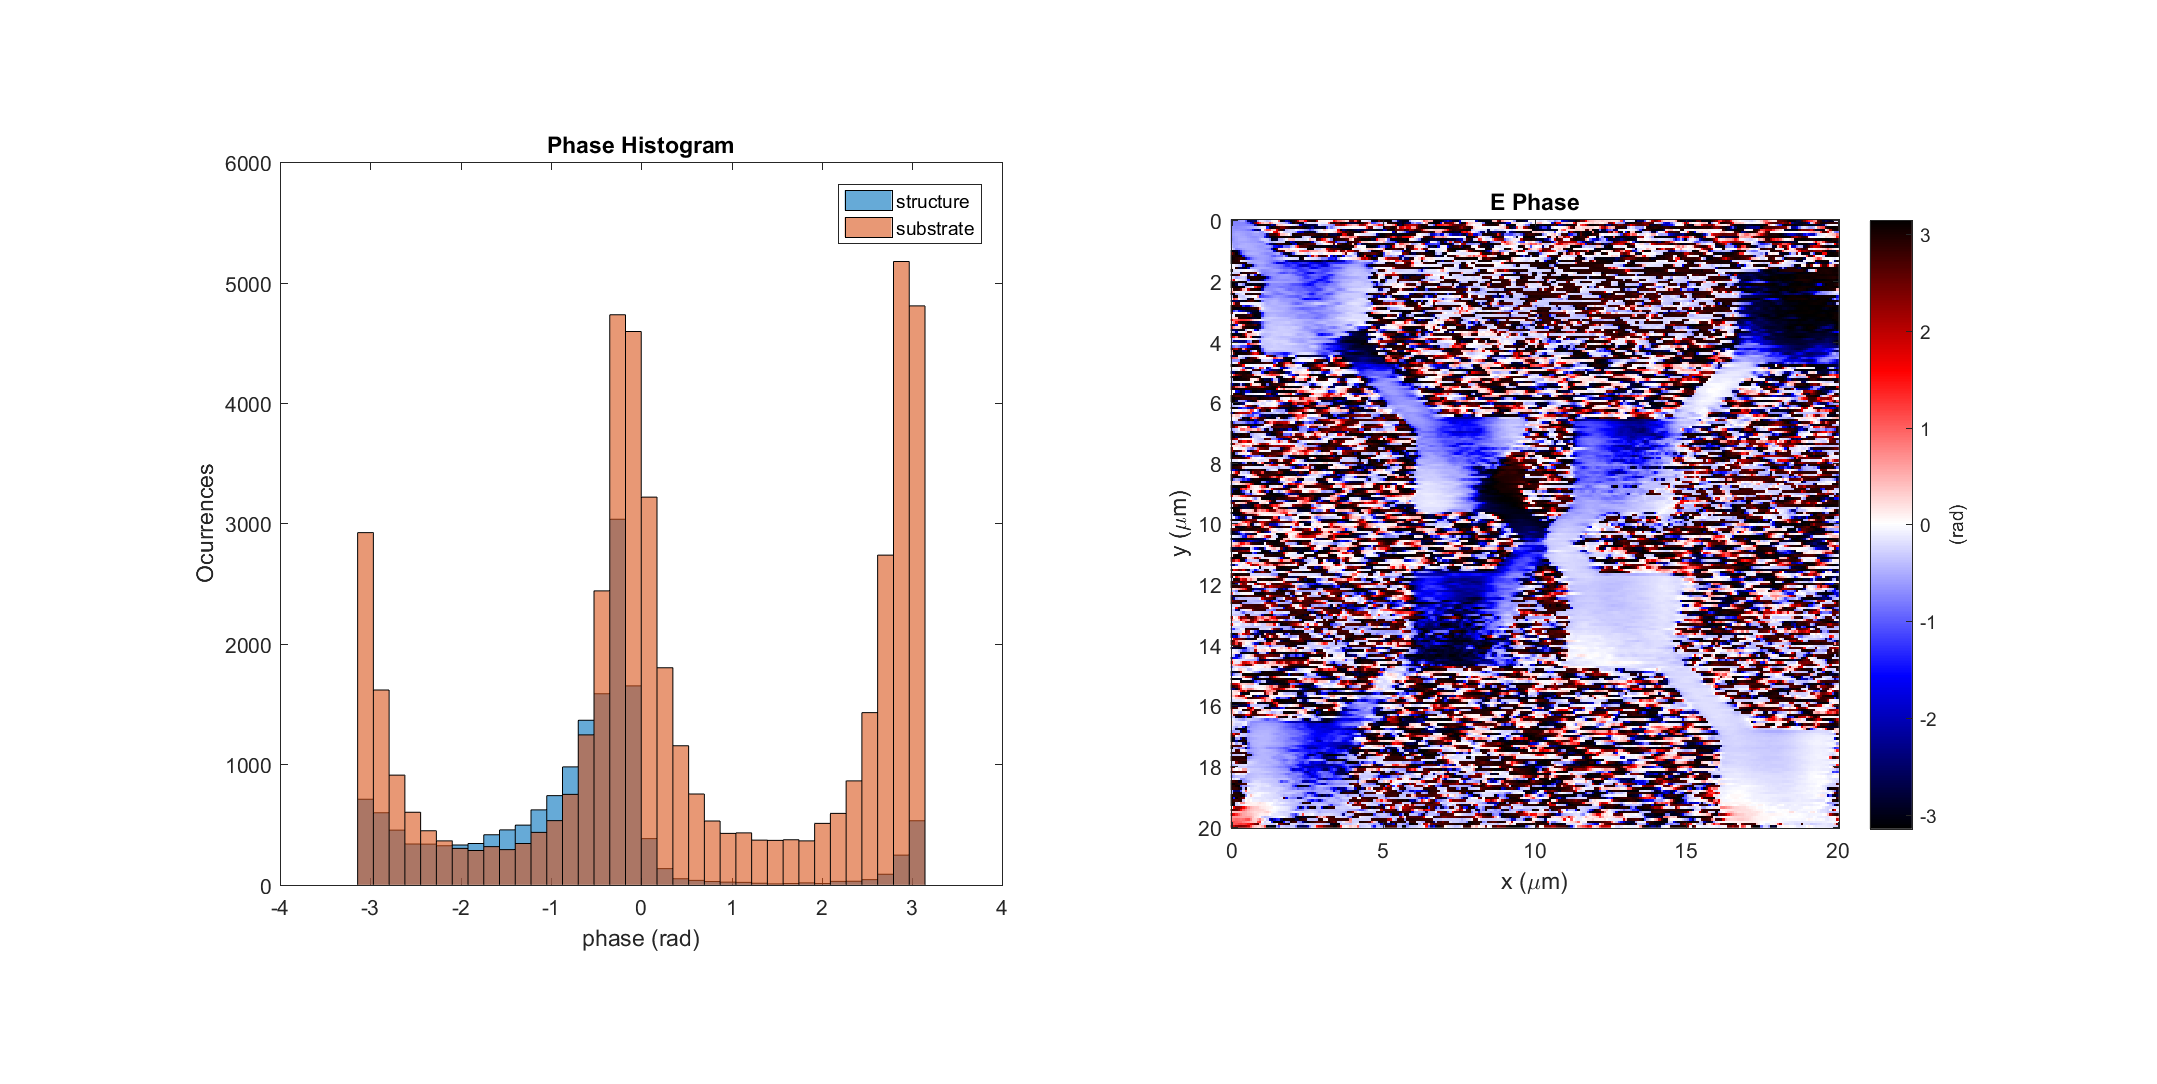 Phase Histogram
6000
5000
4000
3000
2000
1000
0
Ocurrences
-4 -3 -2 -1 0 1 2 3 4
phase (rad)
structure
substrate
E Phase
0
2
4
6
8
10
12
14
16
18
20
y (μm)
0 5 10 15 20
x (μm)
3
2
1
0
-1
-2
-3
(rad)